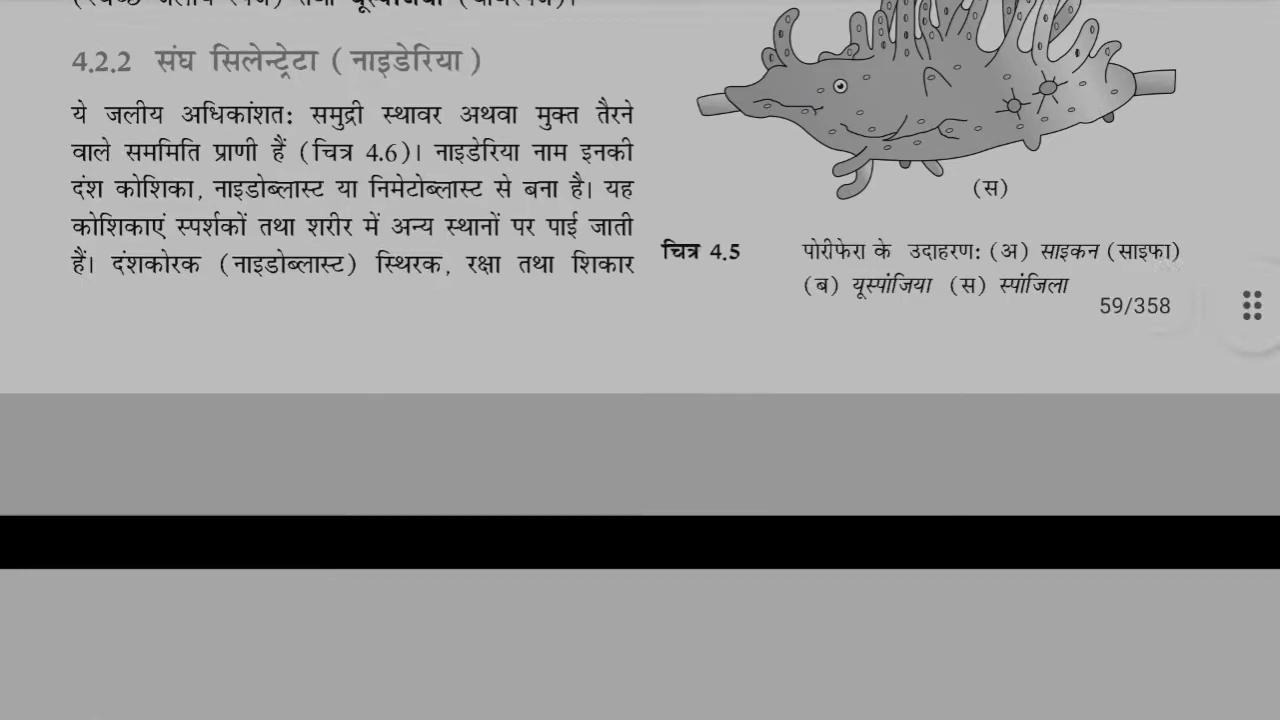 4.2.2 संघ सिलेन्ट्रेटा (नाइडेरिया)
ये जलीय अधिकांशत: समुद्री स्थावर अथवा मुक्त तैरने
वाले सममिति प्राणी हैं (चित्र 4.6)। नाइडेरिया नाम इनकी
दंश कोशिका, नाइडोब्लास्ट या निमेटोब्लास्ट से बना है। यह
कोशिकाएं स्पर्शकों तथा शरीर में अन्य स्थानों पर पाई जाती
हैं। दंशकोरक (नाइडोब्लास्ट) स्थिरक, रक्षा तथा शिकार
(स)
चित्र 4.5 पोरीफेरा के उदाहरण: (अ) साइकन (साइफा)
(ब) यूस्पांजिया (स) स्पांजिला
59/358